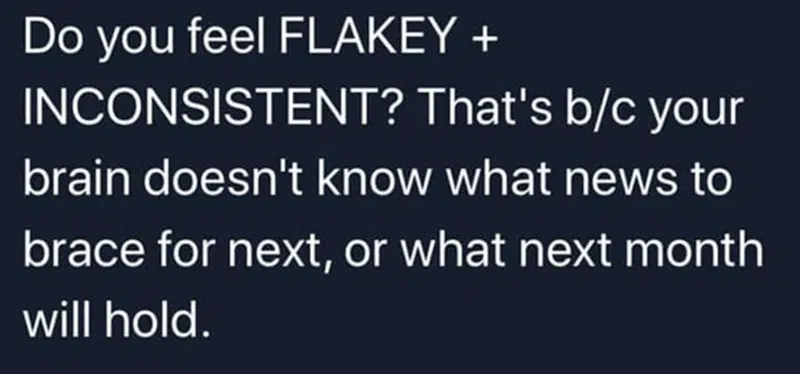 Do you feel FLAKEY +
INCONSISTENT? That's b/c your
brain doesn't know what news to
brace for next, or what next month
will hold.